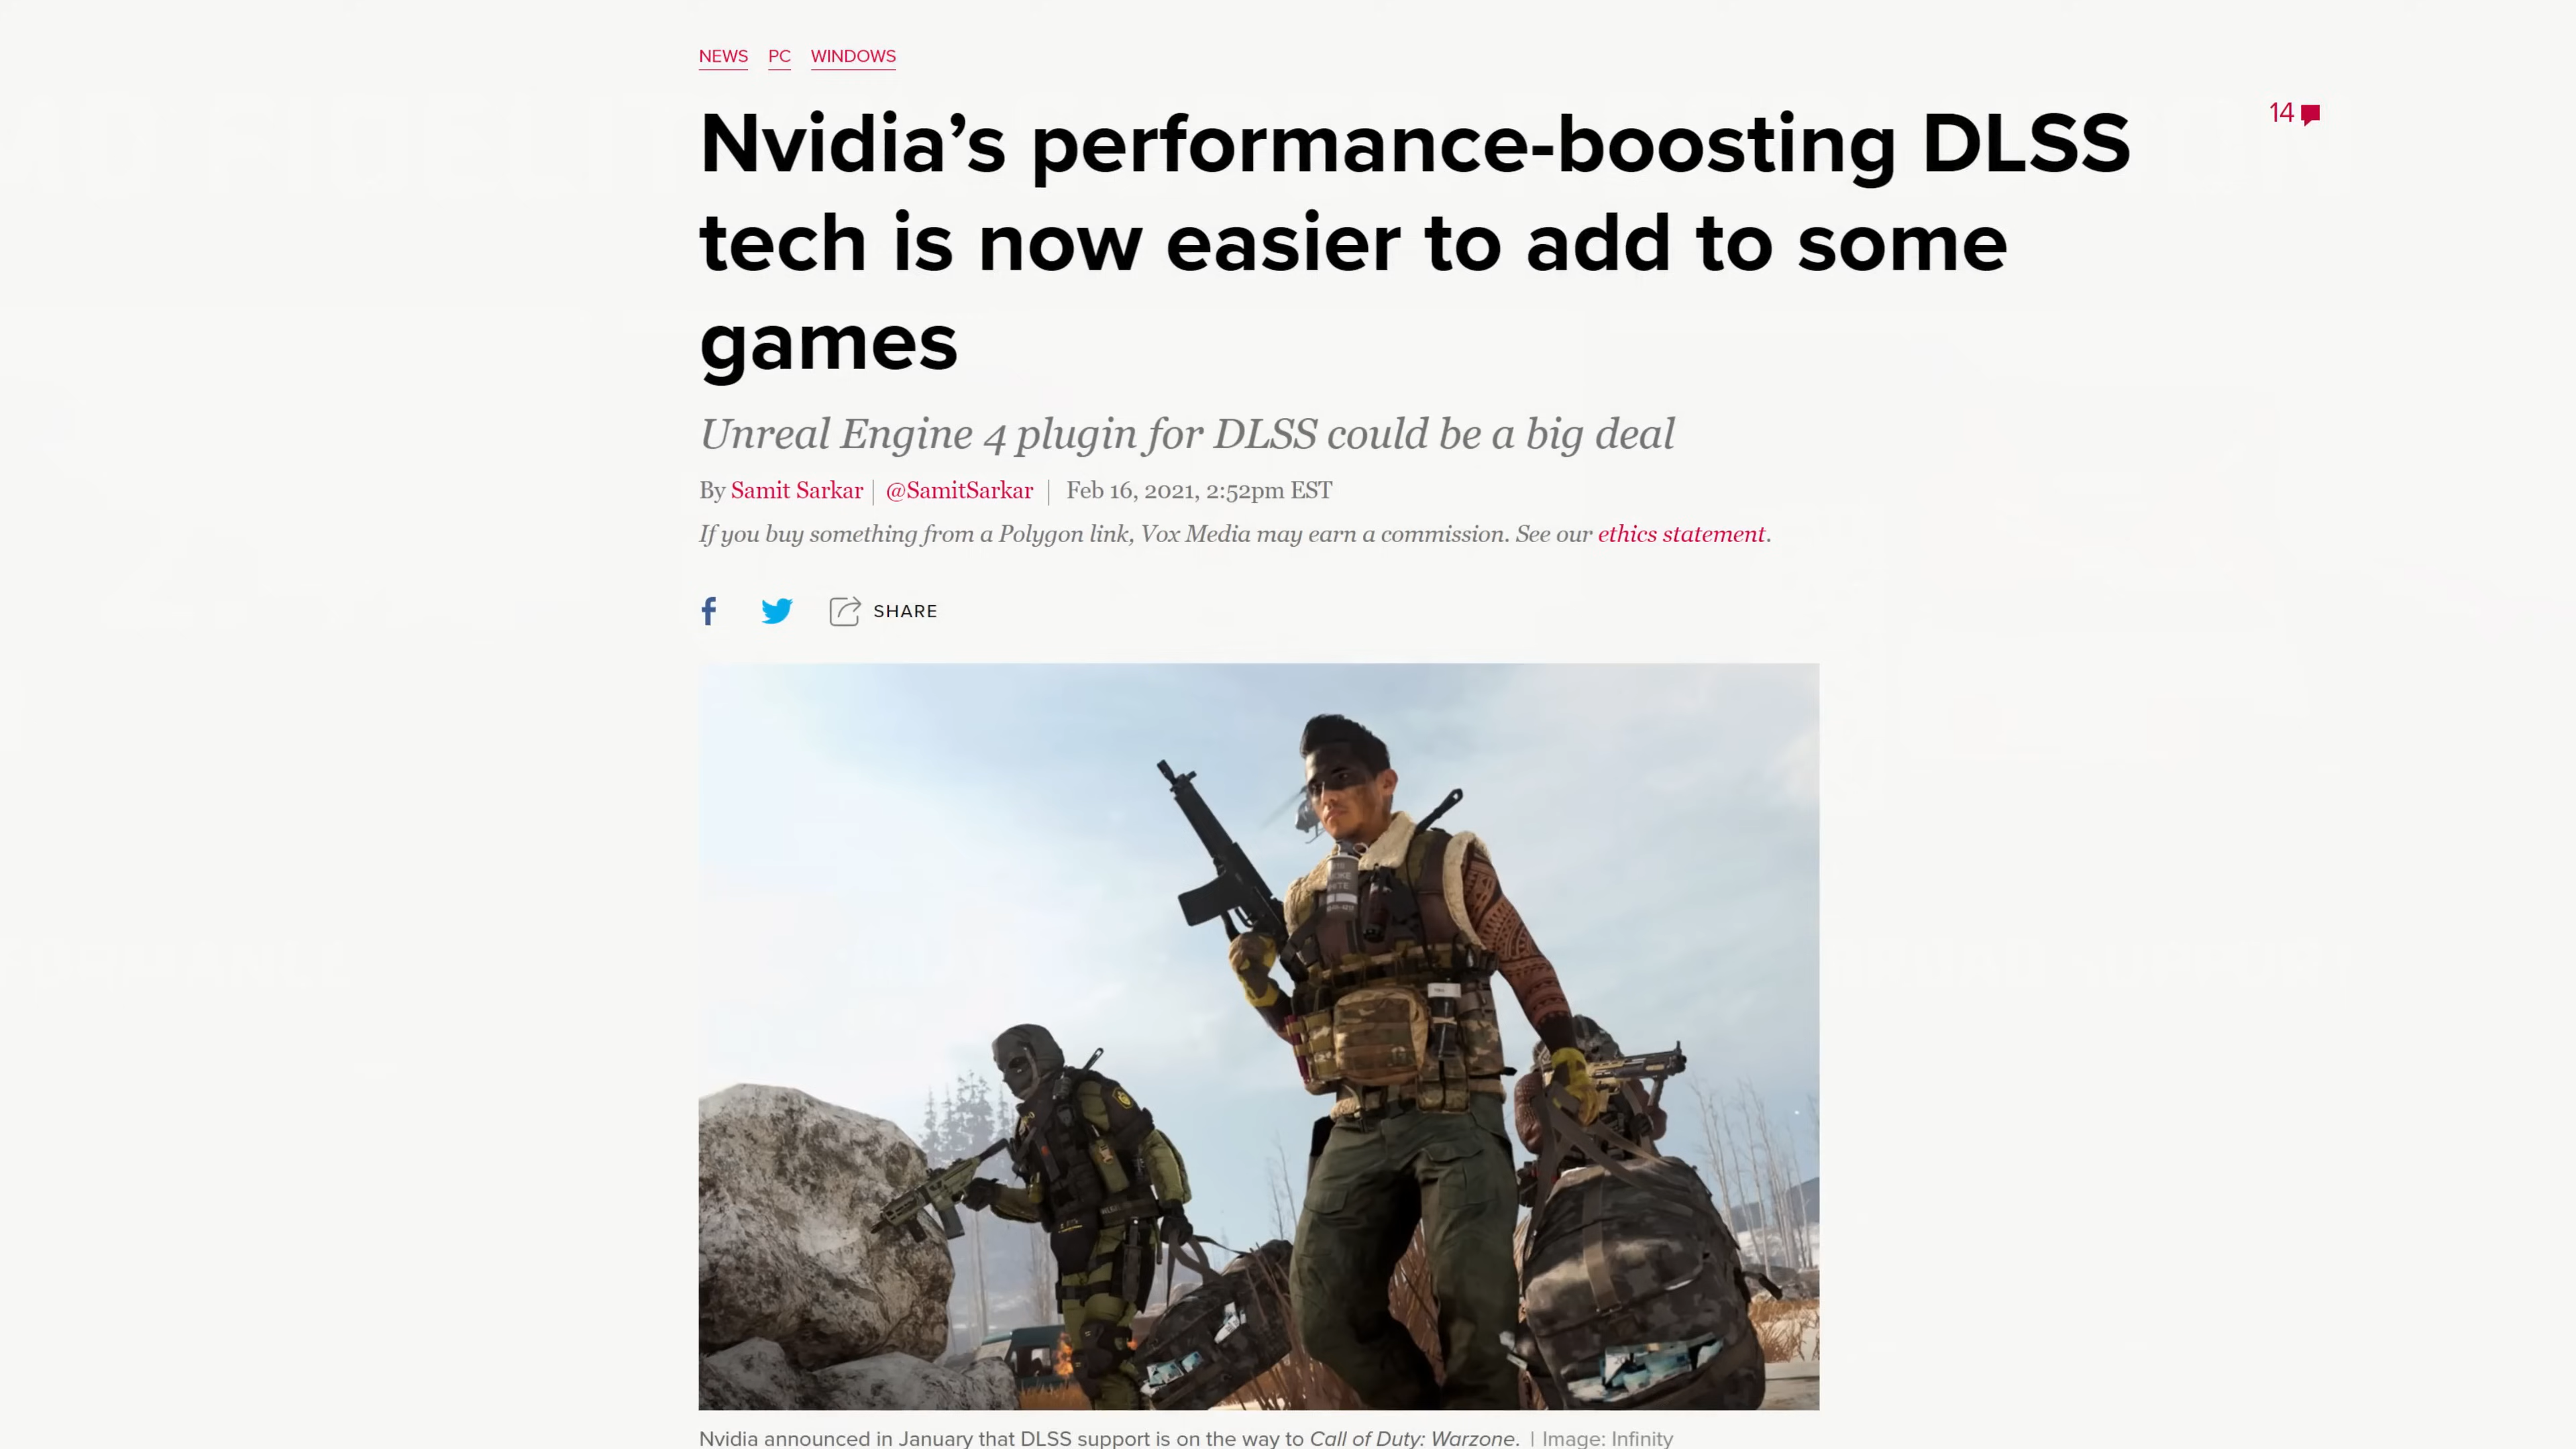 NEWS PC WINDOWS
14
Nvidia’s performance-boosting DLSS
tech is now easier to add to some
games
Unreal Engine 4 plugin for DLSS could be a big deal
By Samit Sarkar | @SamitSarkar | Feb 16, 2021, 2:52pm EST
If you buy something from a Polygon link, Vox Media may earn a commission. See our ethics statement.
SHARE
Nvidia announced in January that DLSS support is on the way to Call of Duty: Warzone. | Image: Infinity